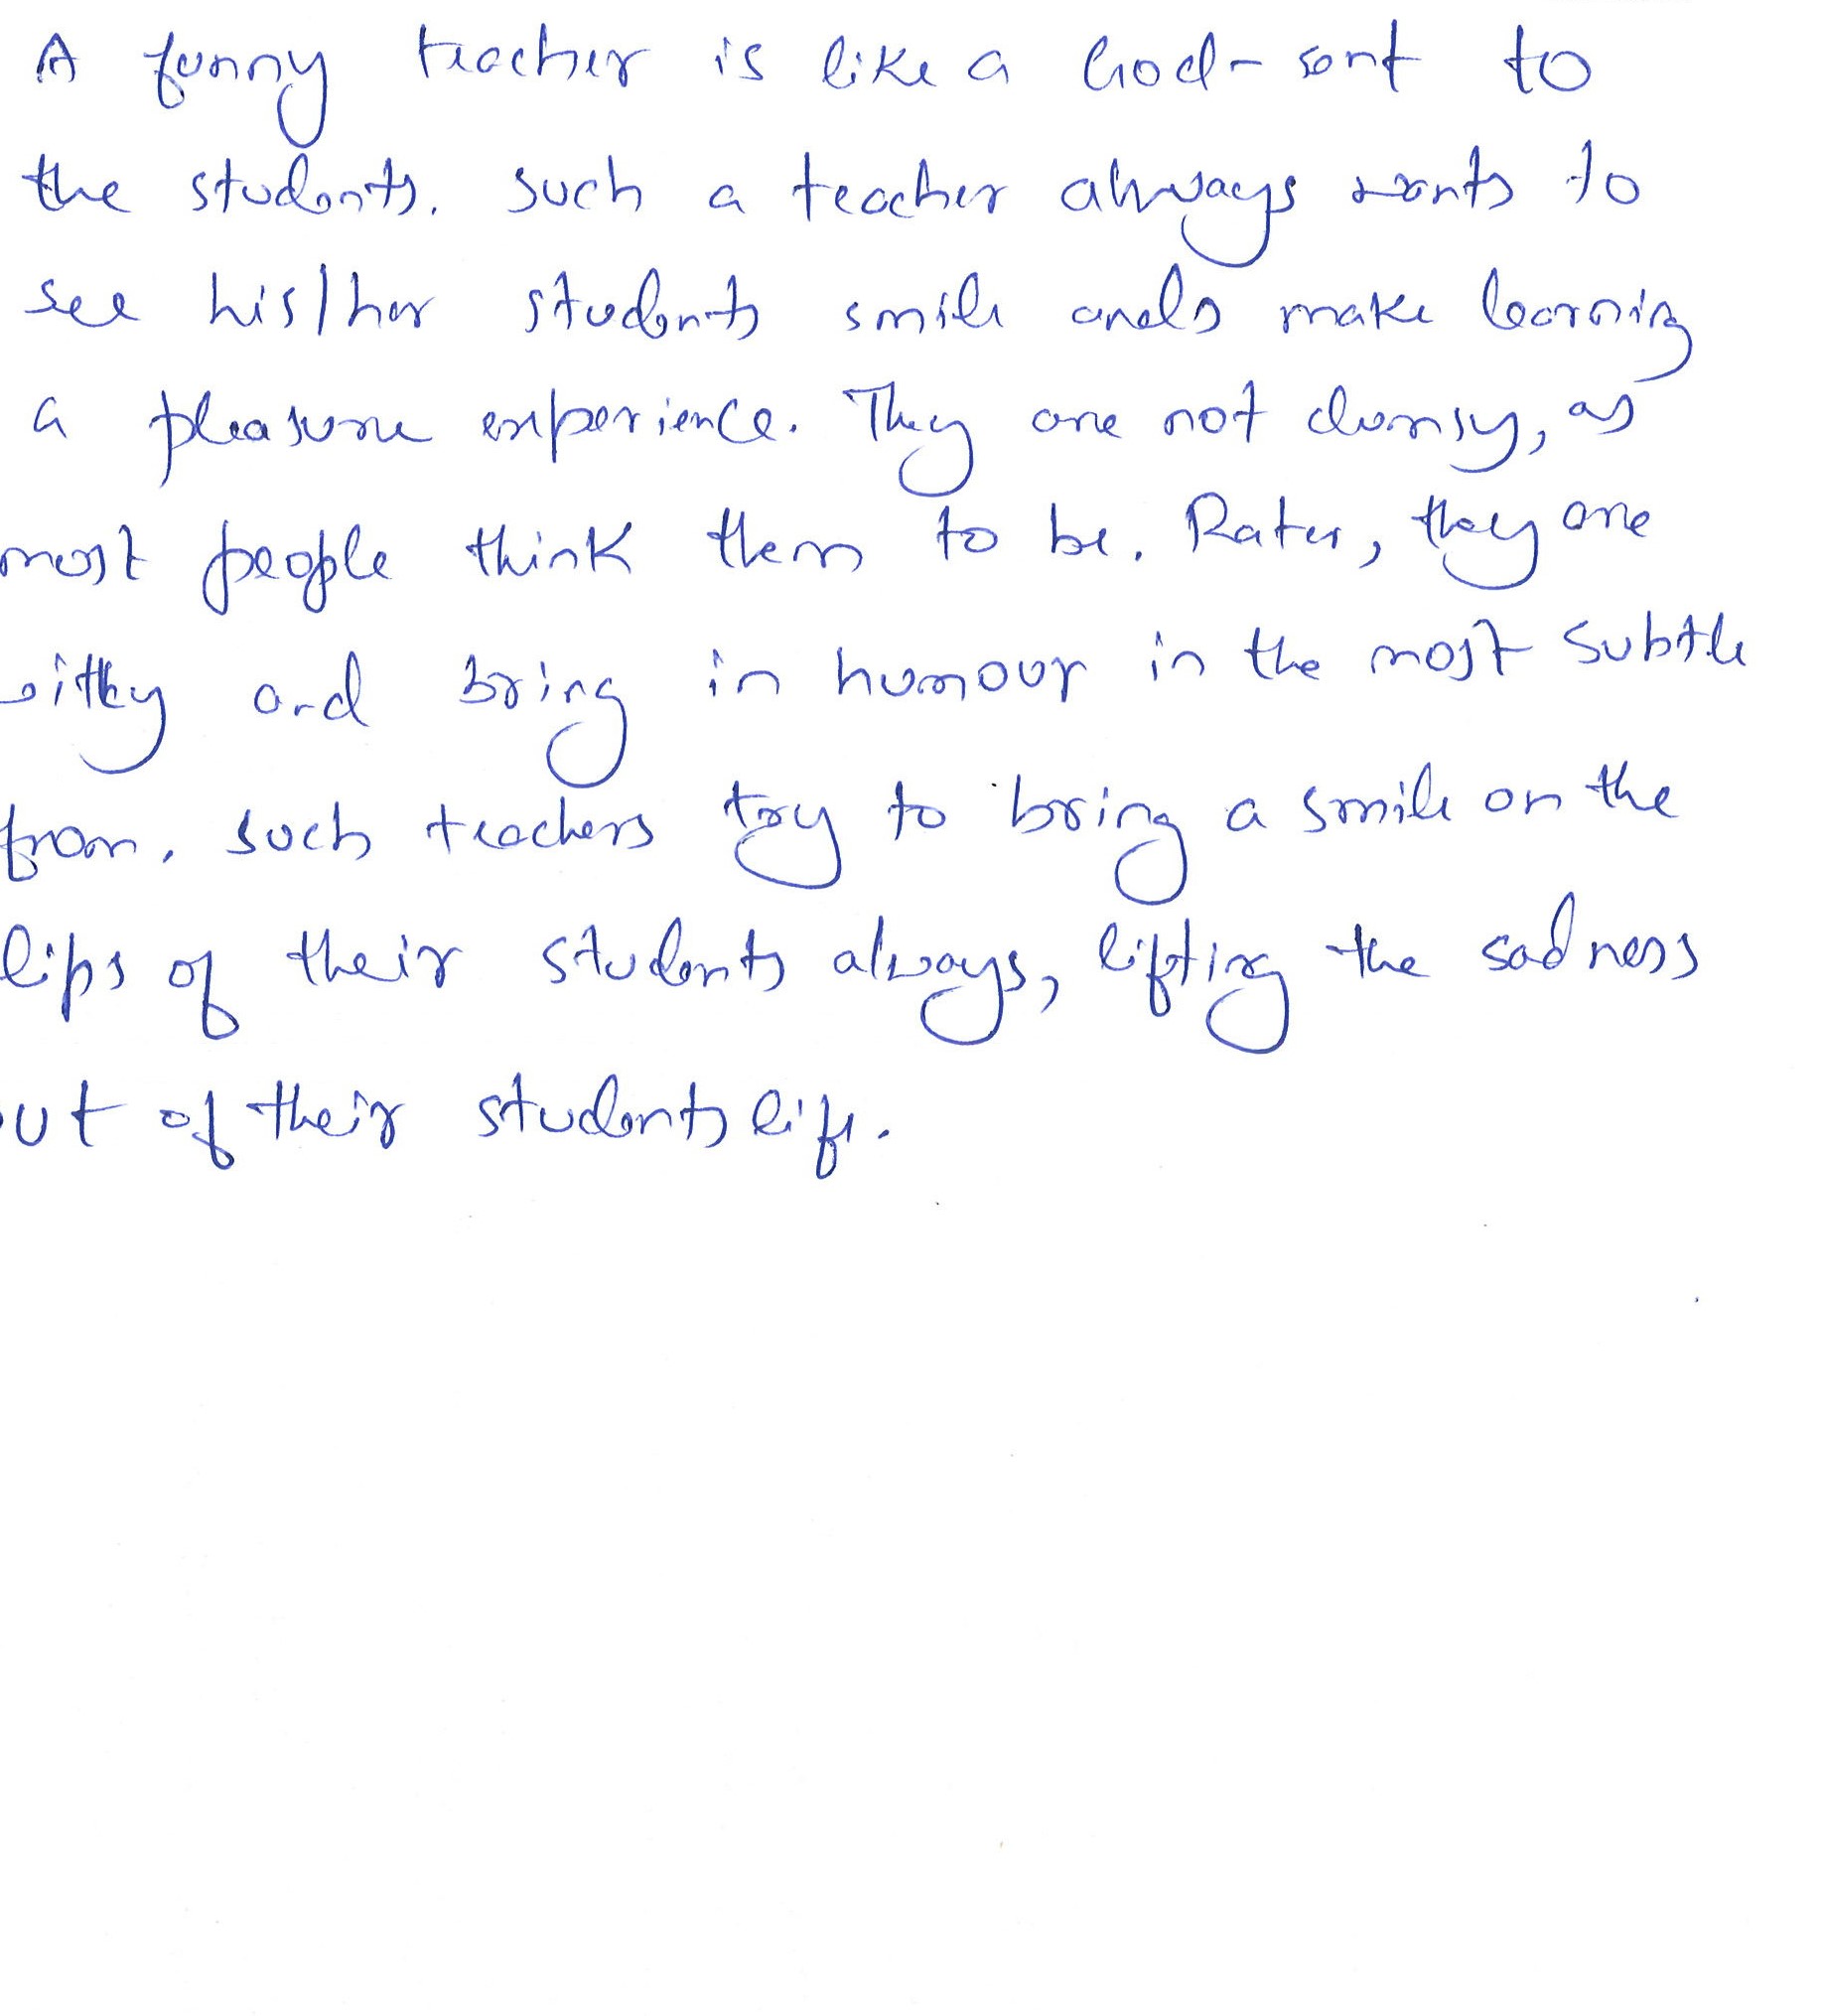 A funny teacher is like a God-sent to
the students. Such a teacher always wants to
see his/her students smile and make learning
a pleasure experience. They are not clumsy, as
most people think them to be. Rater, they are
witty and bring in humour in the most subtle
from. Such teachers try to bring a smile on the
lips of their students always, lifting the sadness
out of their students life.